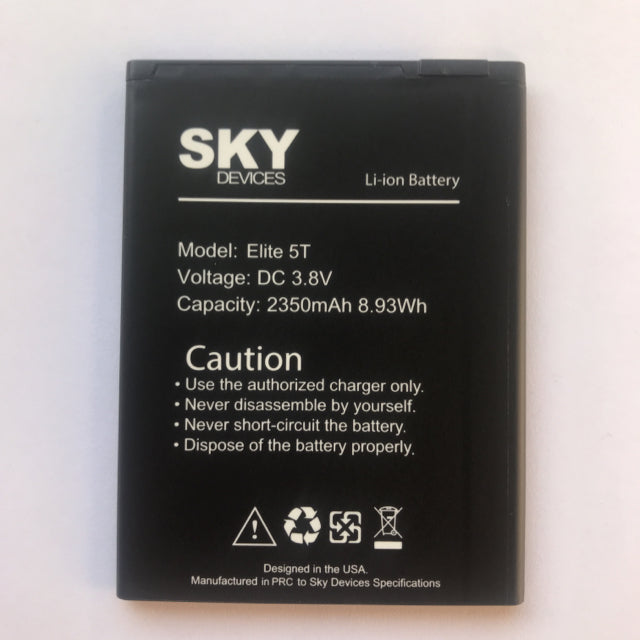 SKY
DEVICES
Li-ion Battery
Model: Elite 5T
Voltage: DC 3.8V
Capacity: 2350mAh 8.93Wh
Caution
• Use the authorized charger only.
• Never disassemble by yourself.
• Never short-circuit the battery.
• Dispose of the battery properly.
Designed in the USA.
Manufactured in PRC to Sky Devices Specifications